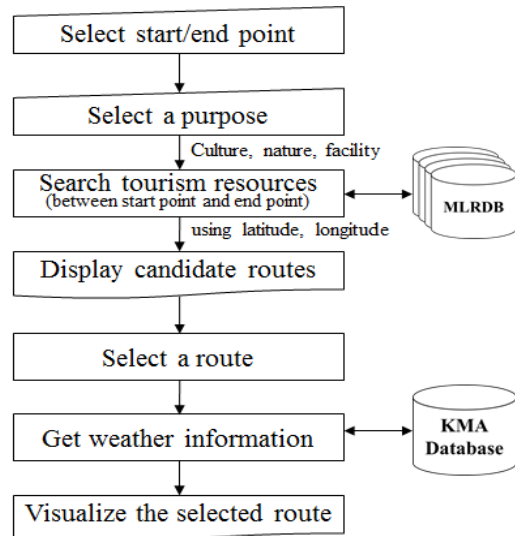 Select start/end point
Select a purpose
Culture, nature, facility
Search tourism resources
(between start point and end point)
MLRDB
using latitude, longitude
Display candidate routes
Select a route
Get weather information
KMA
Database
Visualize the selected route